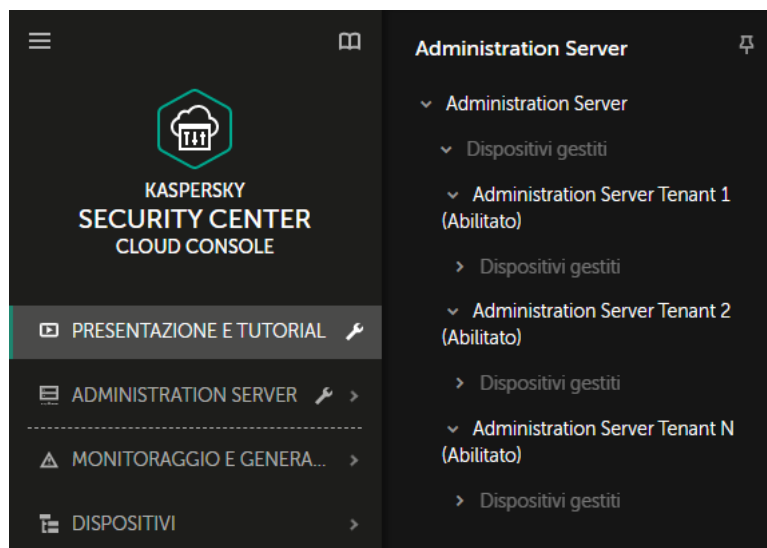 KASPERSKY
SECURITY CENTER
CLOUD CONSOLE
PRESENTAZIONE E TUTORIAL
ADMINISTRATION SERVER
MONITORAGGIO E GENERA...
DISPOSITIVI
Administration Server
Administration Server
Dispositivi gestiti
Administration Server Tenant 1
(Abilitato)
Dispositivi gestiti
Administration Server Tenant 2
(Abilitato)
Dispositivi gestiti
Administration Server Tenant N
(Abilitato)
Dispositivi gestiti